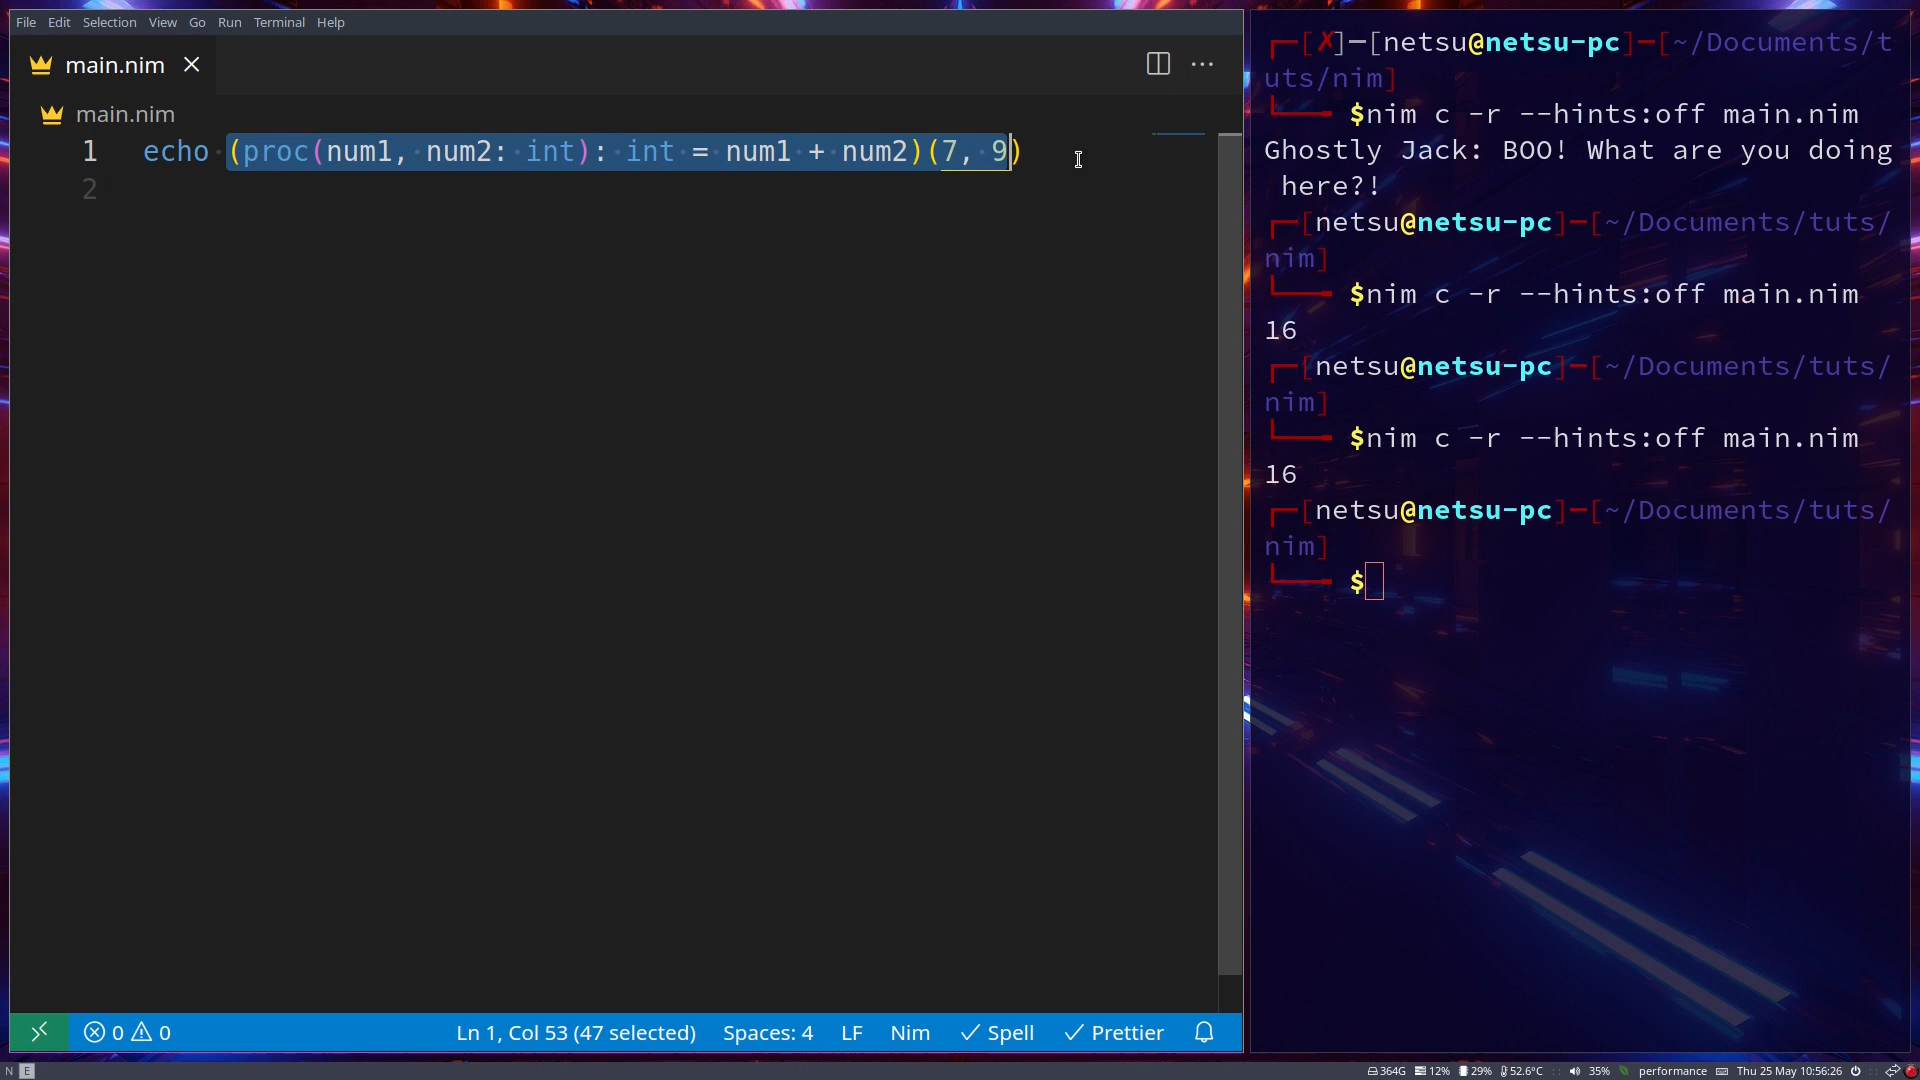 File Edit Selection View Go Run Terminal Help
main.nim
main.nim
1 echo (proc(num1, num2: int): int = num1 + num2)(7, 9)
2
0 0 Ln 1, Col 53 (47 selected) Spaces: 4 LF Nim Spell Prettier
[✗]─[netsu@netsu-pc]─[~/Documents/t
uts/nim]
$nim c -r --hints:off main.nim
Ghostly Jack: BOO! What are you doing
here?!
[netsu@netsu-pc]─[~/Documents/tuts/
nim]
$nim c -r --hints:off main.nim
16
[netsu@netsu-pc]─[~/Documents/tuts/
nim]
$nim c -r --hints:off main.nim
16
[netsu@netsu-pc]─[~/Documents/tuts/
nim]
$
N E 364G 12% 29% 52.6°C 35% performance Thu 25 May 10:56:26